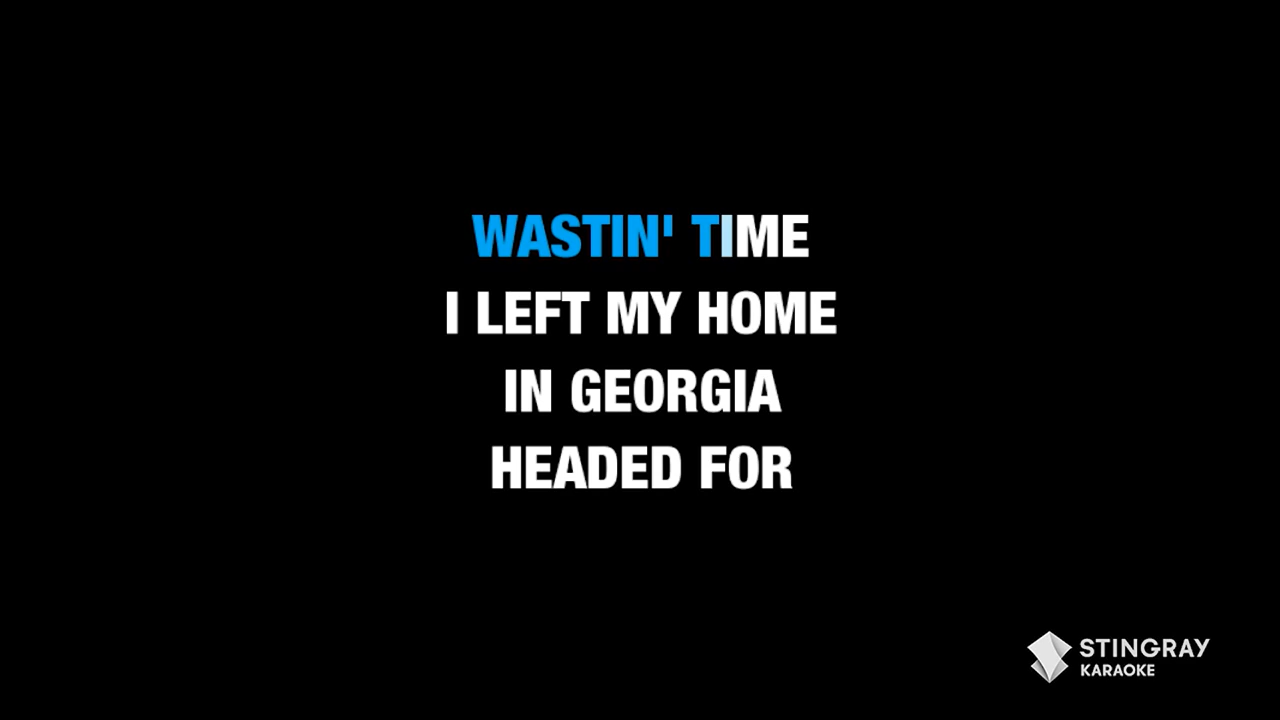 WASTIN' TIME
I LEFT MY HOME
IN GEORGIA
HEADED FOR
STINGRAY
KARAOKE